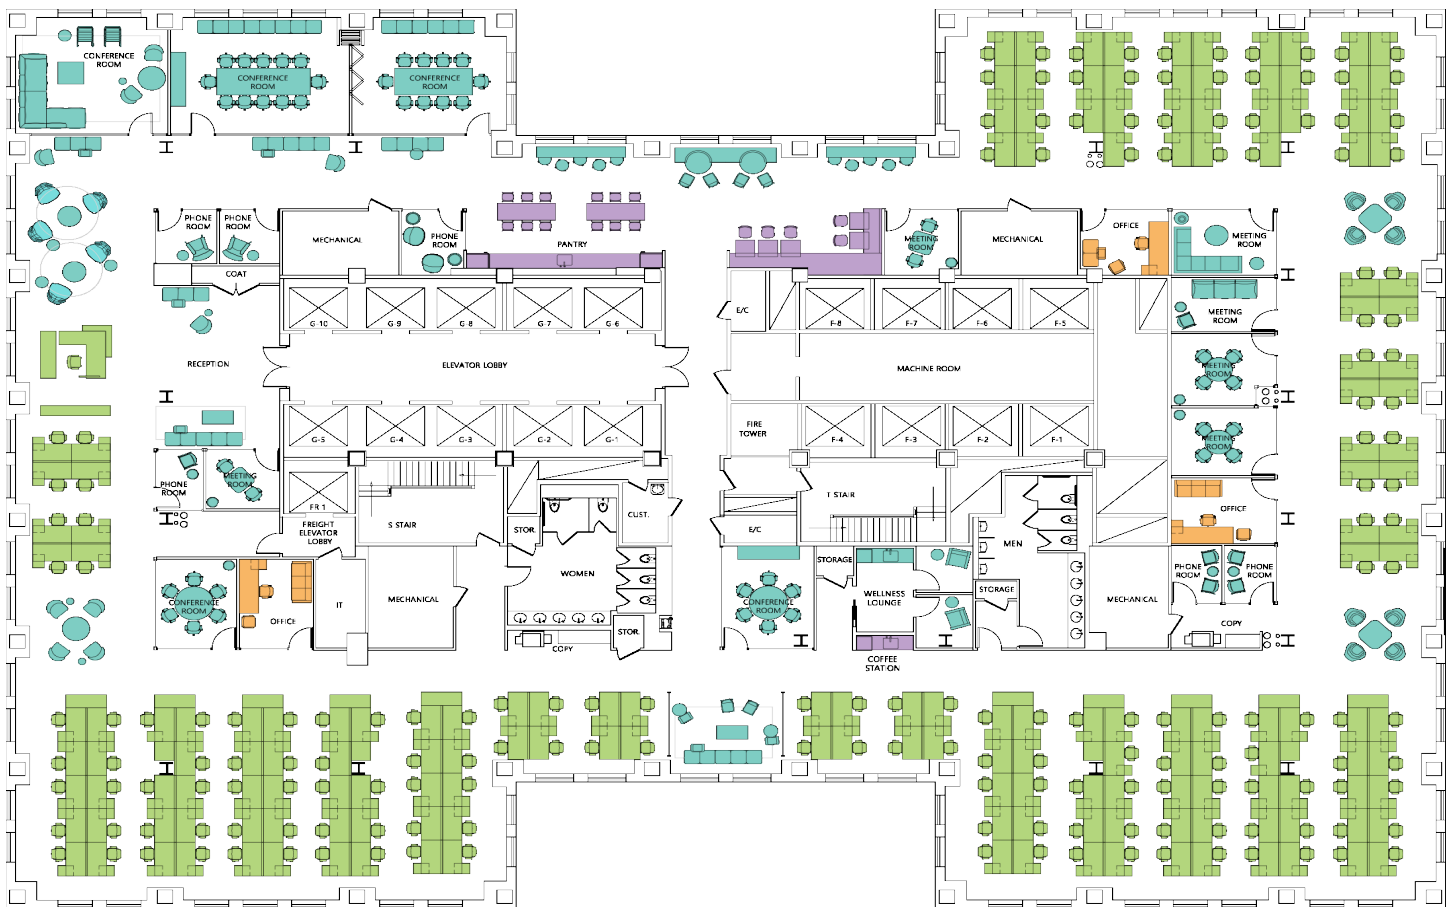 CONFERENCE
ROOM
CONFERENCE
ROOM
CONFERENCE
ROOM
PHONE
ROOM
PHONE
ROOM
MECHANICAL
PHONE
ROOM
PANTRY
MEETING
ROOM
MECHANICAL
OFFICE
MEETING
ROOM
COAT
G-10
G-9
G-8
G-7
G-6
E/C
F-8
F-7
F-6
F-5
MEETING
ROOM
RECEPTION
ELEVATOR LOBBY
MACHINE ROOM
MEETING
ROOM
G-5
G-4
G-3
G-2
G-1
FIRE
TOWER
F-4
F-3
F-2
F-1
MEETING
ROOM
PHONE
ROOM
MEETING
ROOM
FR 1
FREIGHT
ELEVATOR
LOBBY
S STAIR
STOR.
CUST.
T STAIR
E/C
MEN
OFFICE
CONFERENCE
ROOM
OFFICE
IT
MECHANICAL
WOMEN
STOR.
COPY
CONFERENCE
ROOM
STORAGE
WELLNESS
LOUNGE
COFFEE
STATION
STORAGE
MECHANICAL
PHONE
ROOM
PHONE
ROOM
COPY